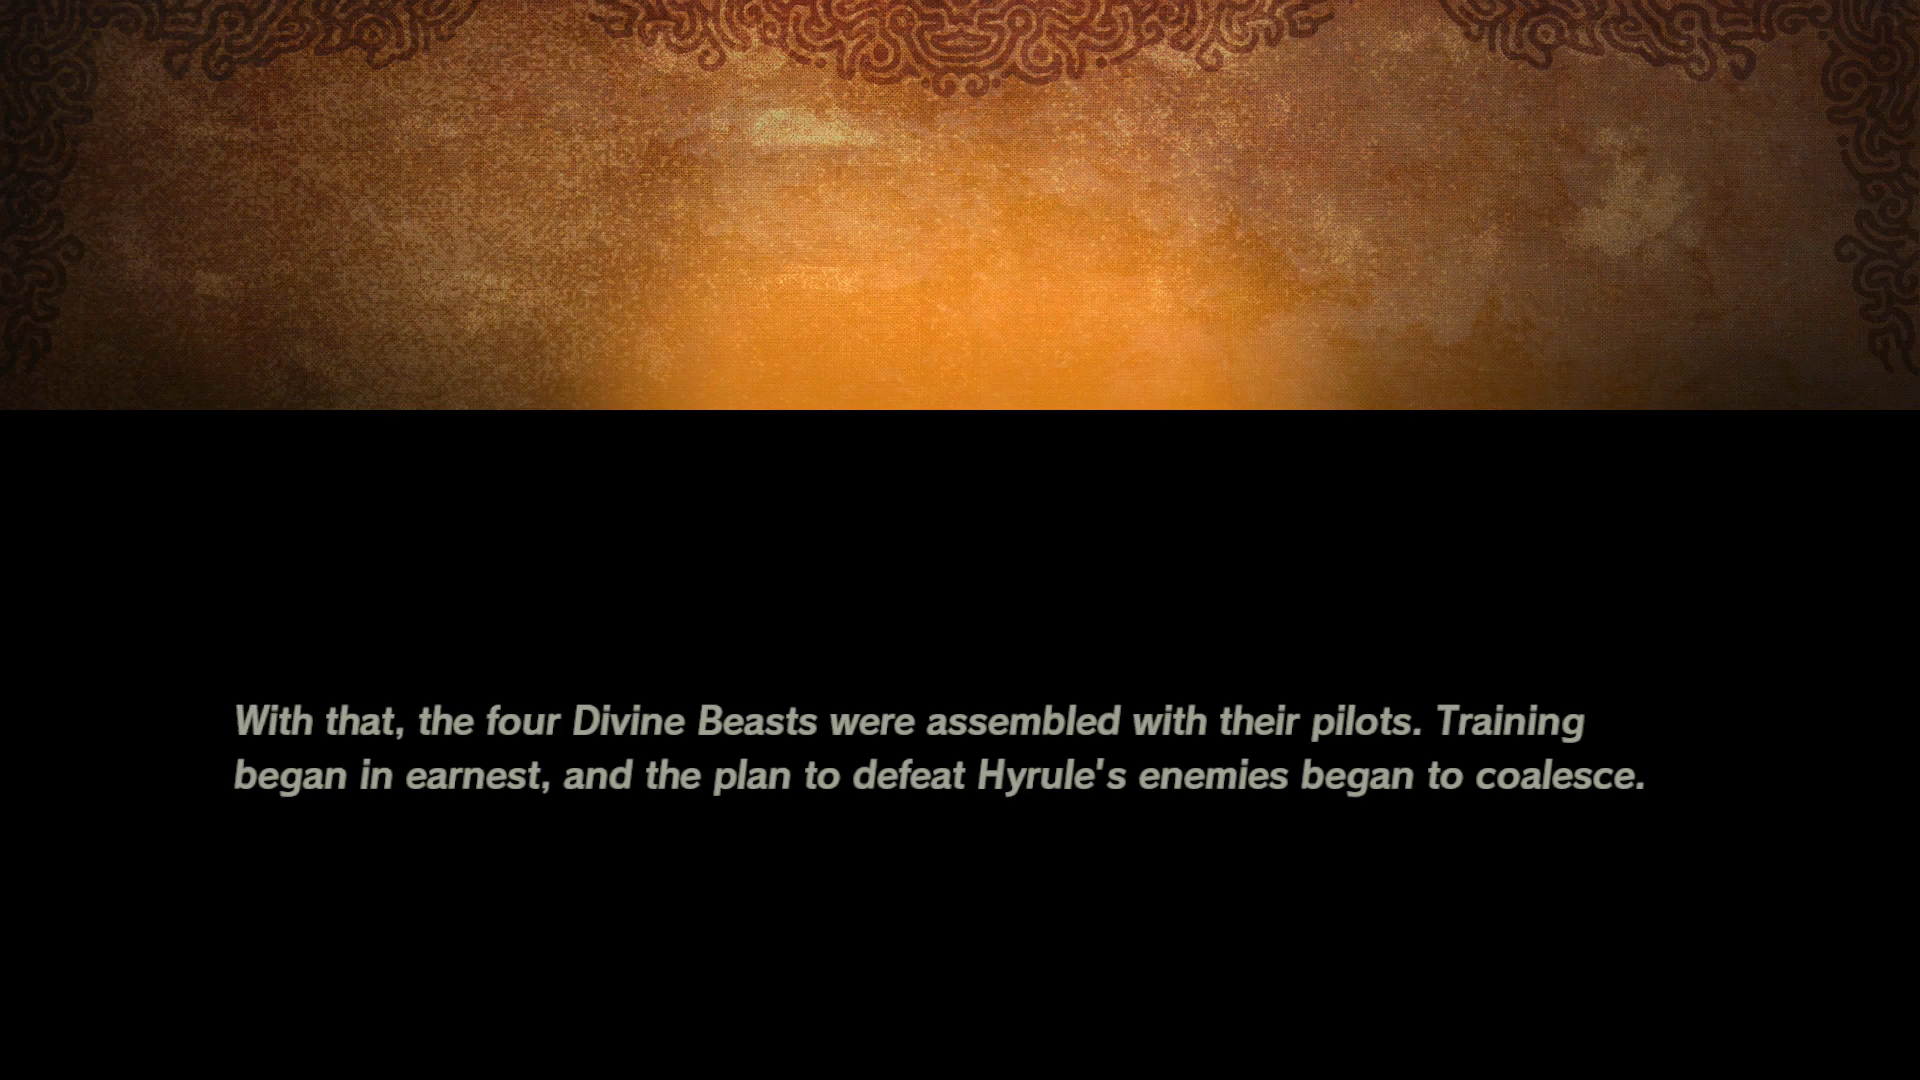 With that, the four Divine Beasts were assembled with their pilots. Training
began in earnest, and the plan to defeat Hyrule's enemies began to coalesce.